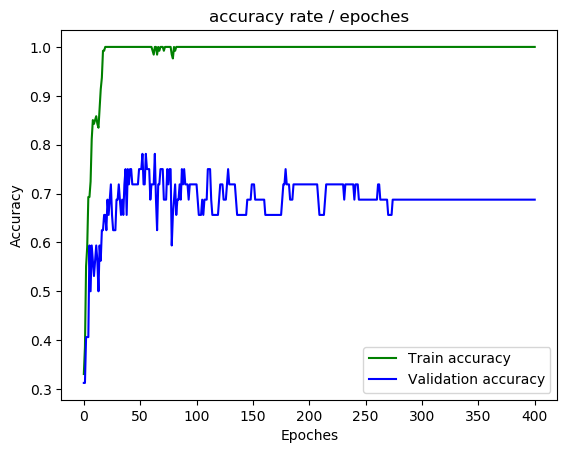 accuracy rate / epoches
1.0
0.9
0.8
0.7
0.6
0.5
0.4
0.3
Accuracy
Train accuracy
Validation accuracy
0 50 100 150 200 250 300 350 400
Epoches